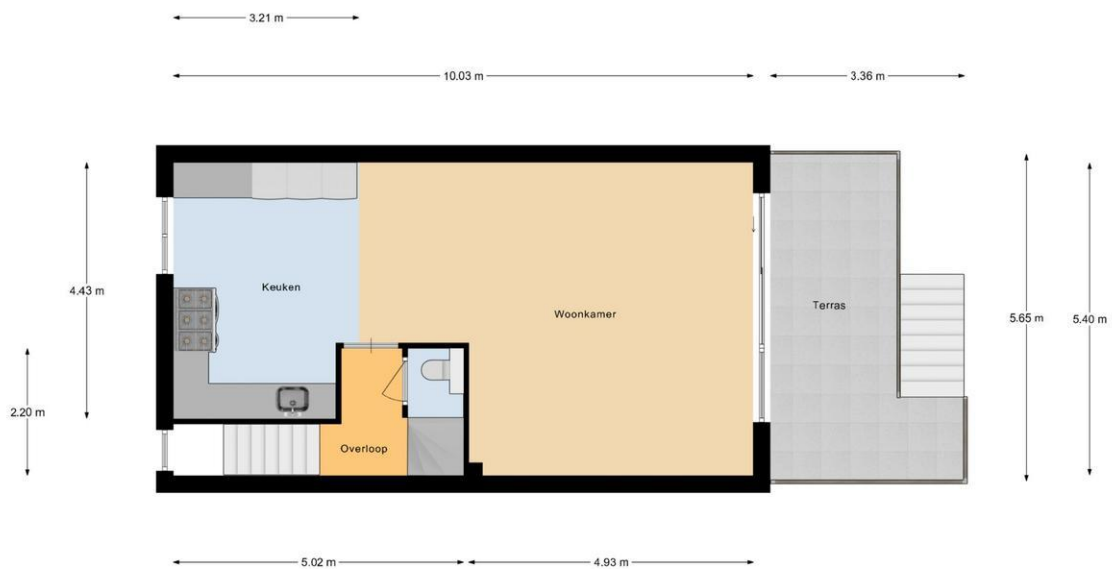 3.21 m
10.03 m
3.36 m
Keuken
4.43 m
Terras
Woonkamer
5.65 m
5.40 m
2.20 m
Overloop
5.02 m
4.93 m